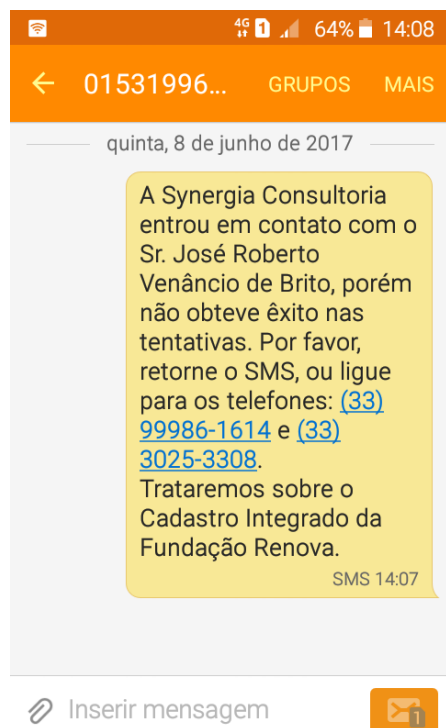 4G 1 64% 14:08
01531996... GRUPOS MAIS
quinta, 8 de junho de 2017
A Synergia Consultoria
entrou em contato com o
Sr. José Roberto
Venâncio de Brito, porém
não obteve êxito nas
tentativas. Por favor,
retorne o SMS, ou ligue
para os telefones: (33)
99986-1614 e (33)
3025-3308.
Trataremos sobre o
Cadastro Integrado da
Fundação Renova.
SMS 14:07
Inserir mensagem
1